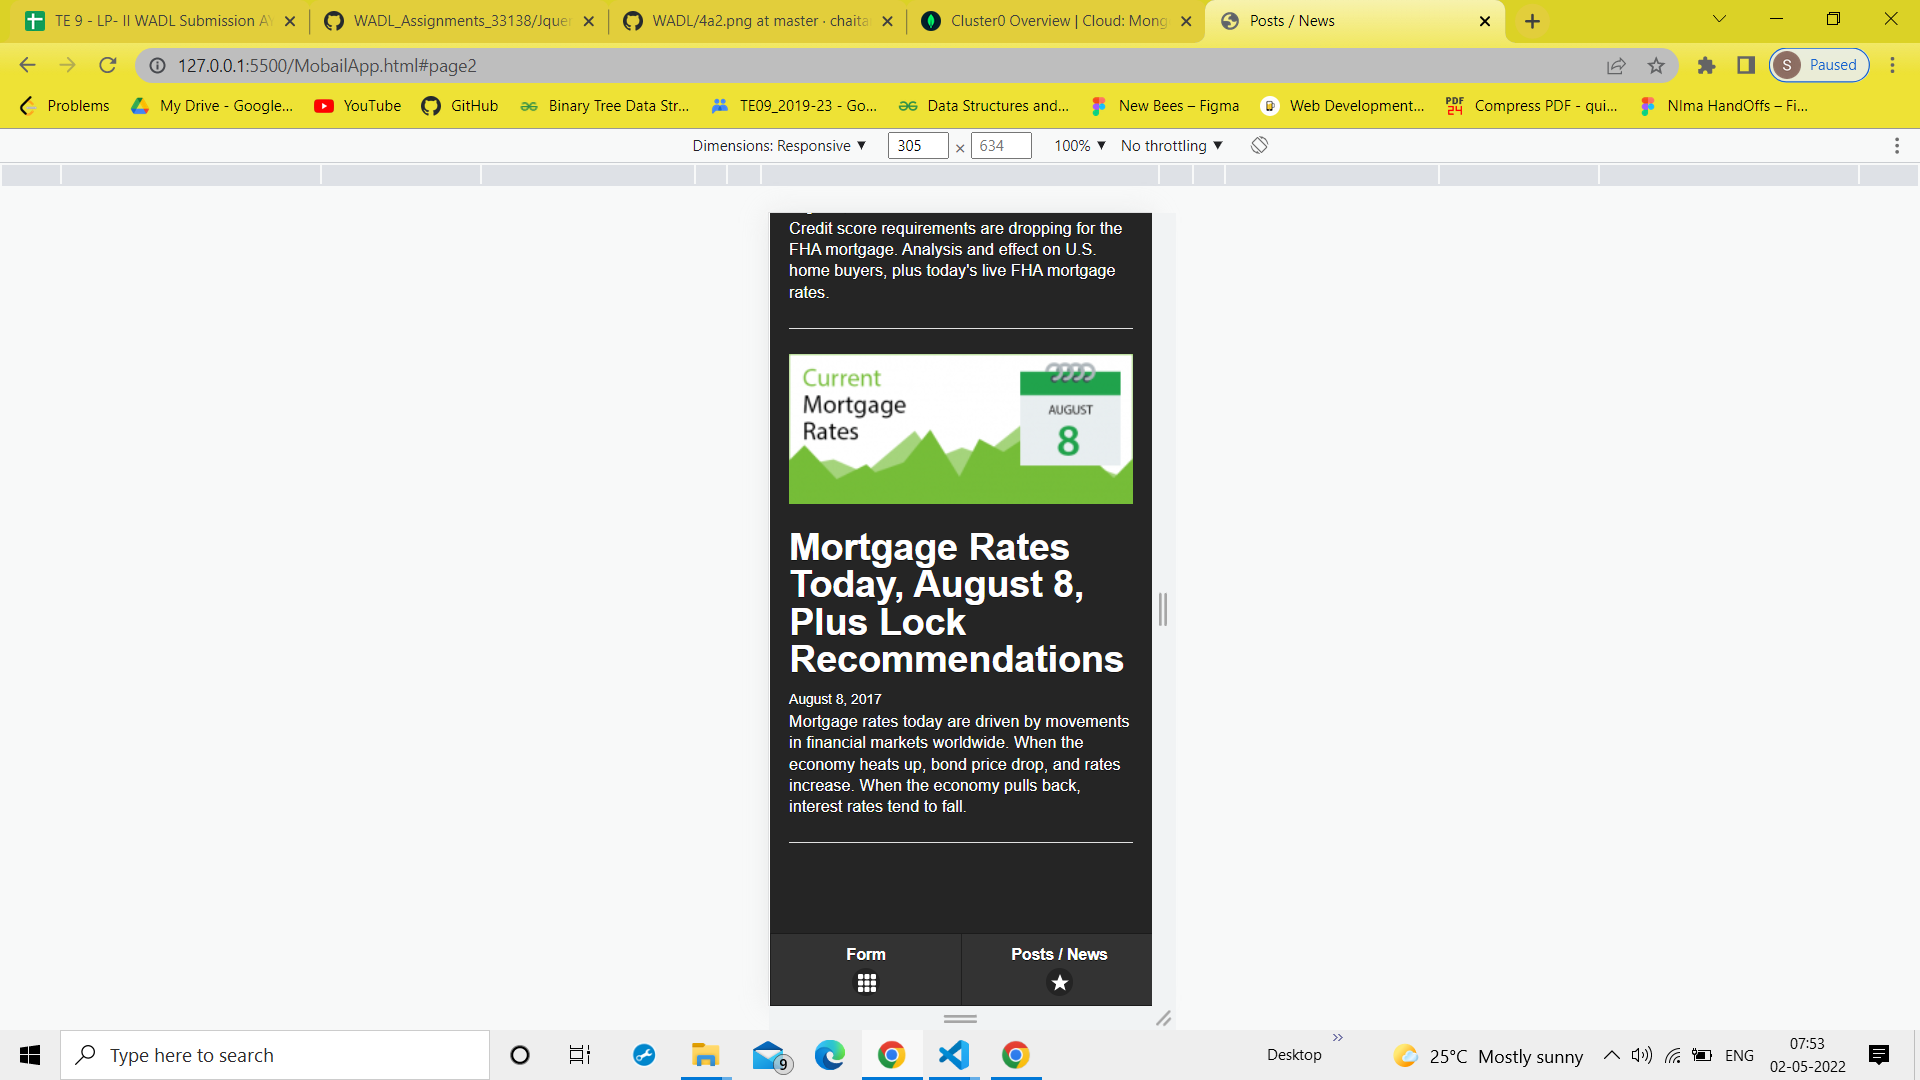 TE 9 - LP- II WADL Submission AY
WADL_Assignments_33138/Jquer
WADL/4a2.png at master · chaita
Cluster0 Overview | Cloud: Mong
Posts / News
127.0.0.1:5500/MobailApp.html#page2
S Paused
Problems
My Drive - Google...
YouTube
GitHub
Binary Tree Data Str...
TE09_2019-23 - Go...
Data Structures and...
New Bees – Figma
Web Development...
PDF 24 Compress PDF - qui...
NIma HandOffs – Fi...
Dimensions: Responsive ▼ 305 × 634 100% ▼ No throttling ▼
Credit score requirements are dropping for the
FHA mortgage. Analysis and effect on U.S.
home buyers, plus today's live FHA mortgage
rates.
Current
Mortgage
Rates
AUGUST
8
Mortgage Rates
Today, August 8,
Plus Lock
Recommendations
August 8, 2017
Mortgage rates today are driven by movements
in financial markets worldwide. When the
economy heats up, bond price drop, and rates
increase. When the economy pulls back,
interest rates tend to fall.
Form
Posts / News
Type here to search
9
Desktop
»
25°C Mostly sunny
ENG
07:53
02-05-2022